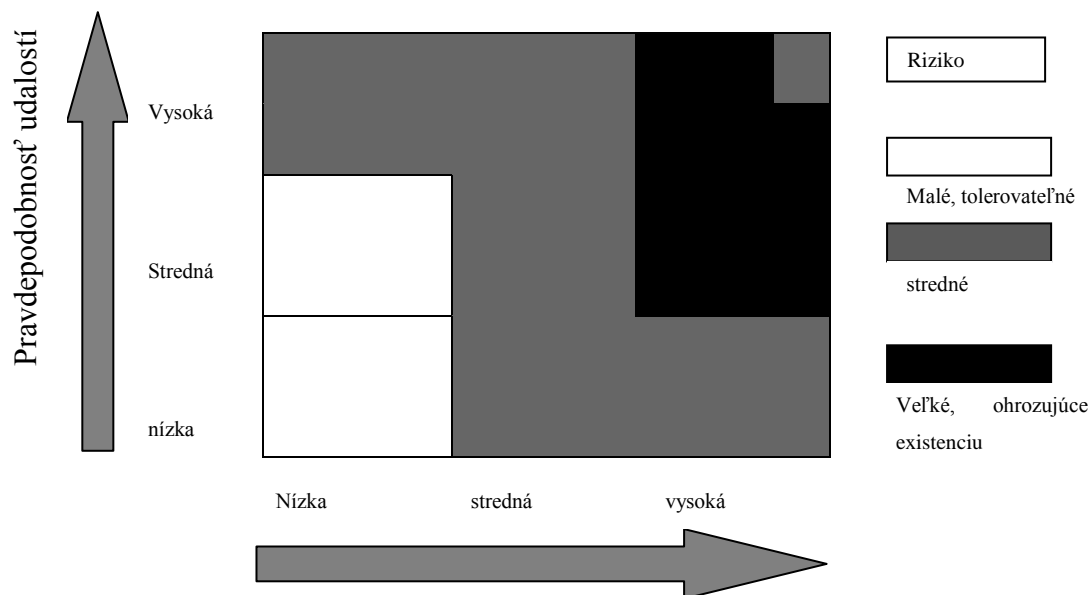 Pravdepodobnosť udalostí
Vysoká
Stredná
nízka
Nízka stredná vysoká
Riziko
Malé, tolerovateľné
stredné
Veľké, ohrozujúce
existenciu